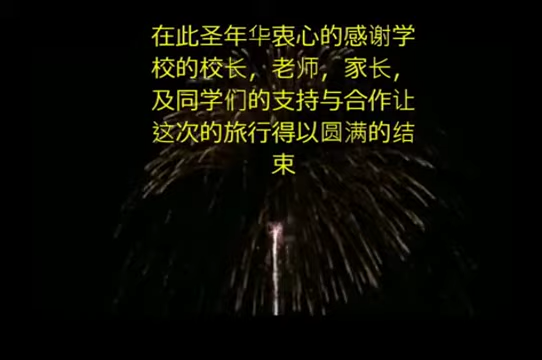 在此圣年华衷心的感谢学
校的校长，老师，家长，
及同学们的支持与合作让
这次的旅行得以圆满的结
束